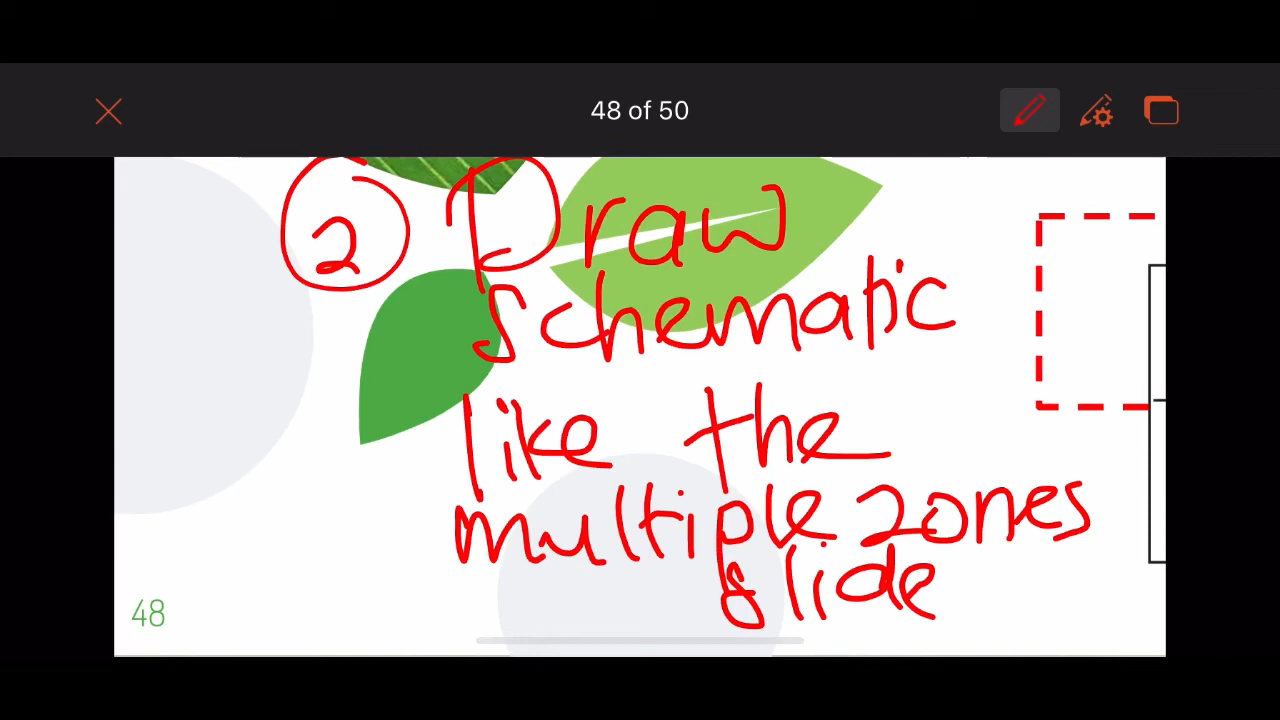 48 of 50
2 Draw
schematic
like the
multiple zones
slide
48